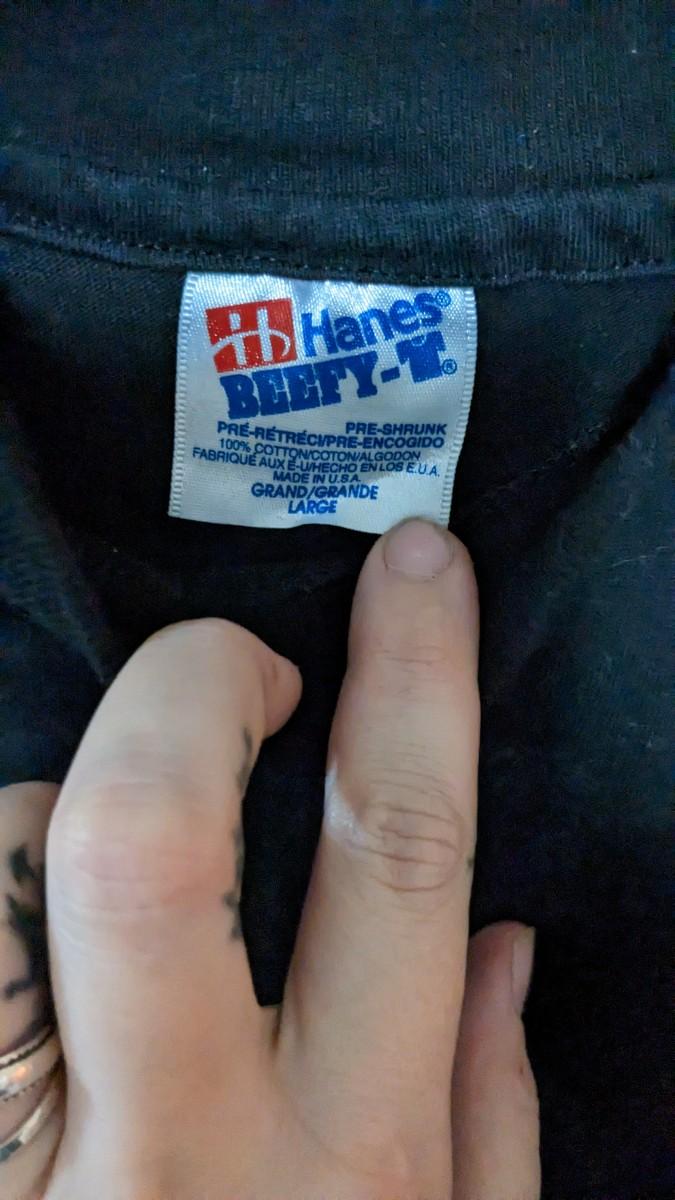 Hanes®
BEEFY-T®
PRÉ-RÉTRÉCI/PRE-ENCOGIDO PRE-SHRUNK
100% COTTON/COTON/ALGODON
FABRIQUÉ AUX É-U/HECHO EN LOS E.U.A.
MADE IN U.S.A.
GRAND/GRANDE
LARGE